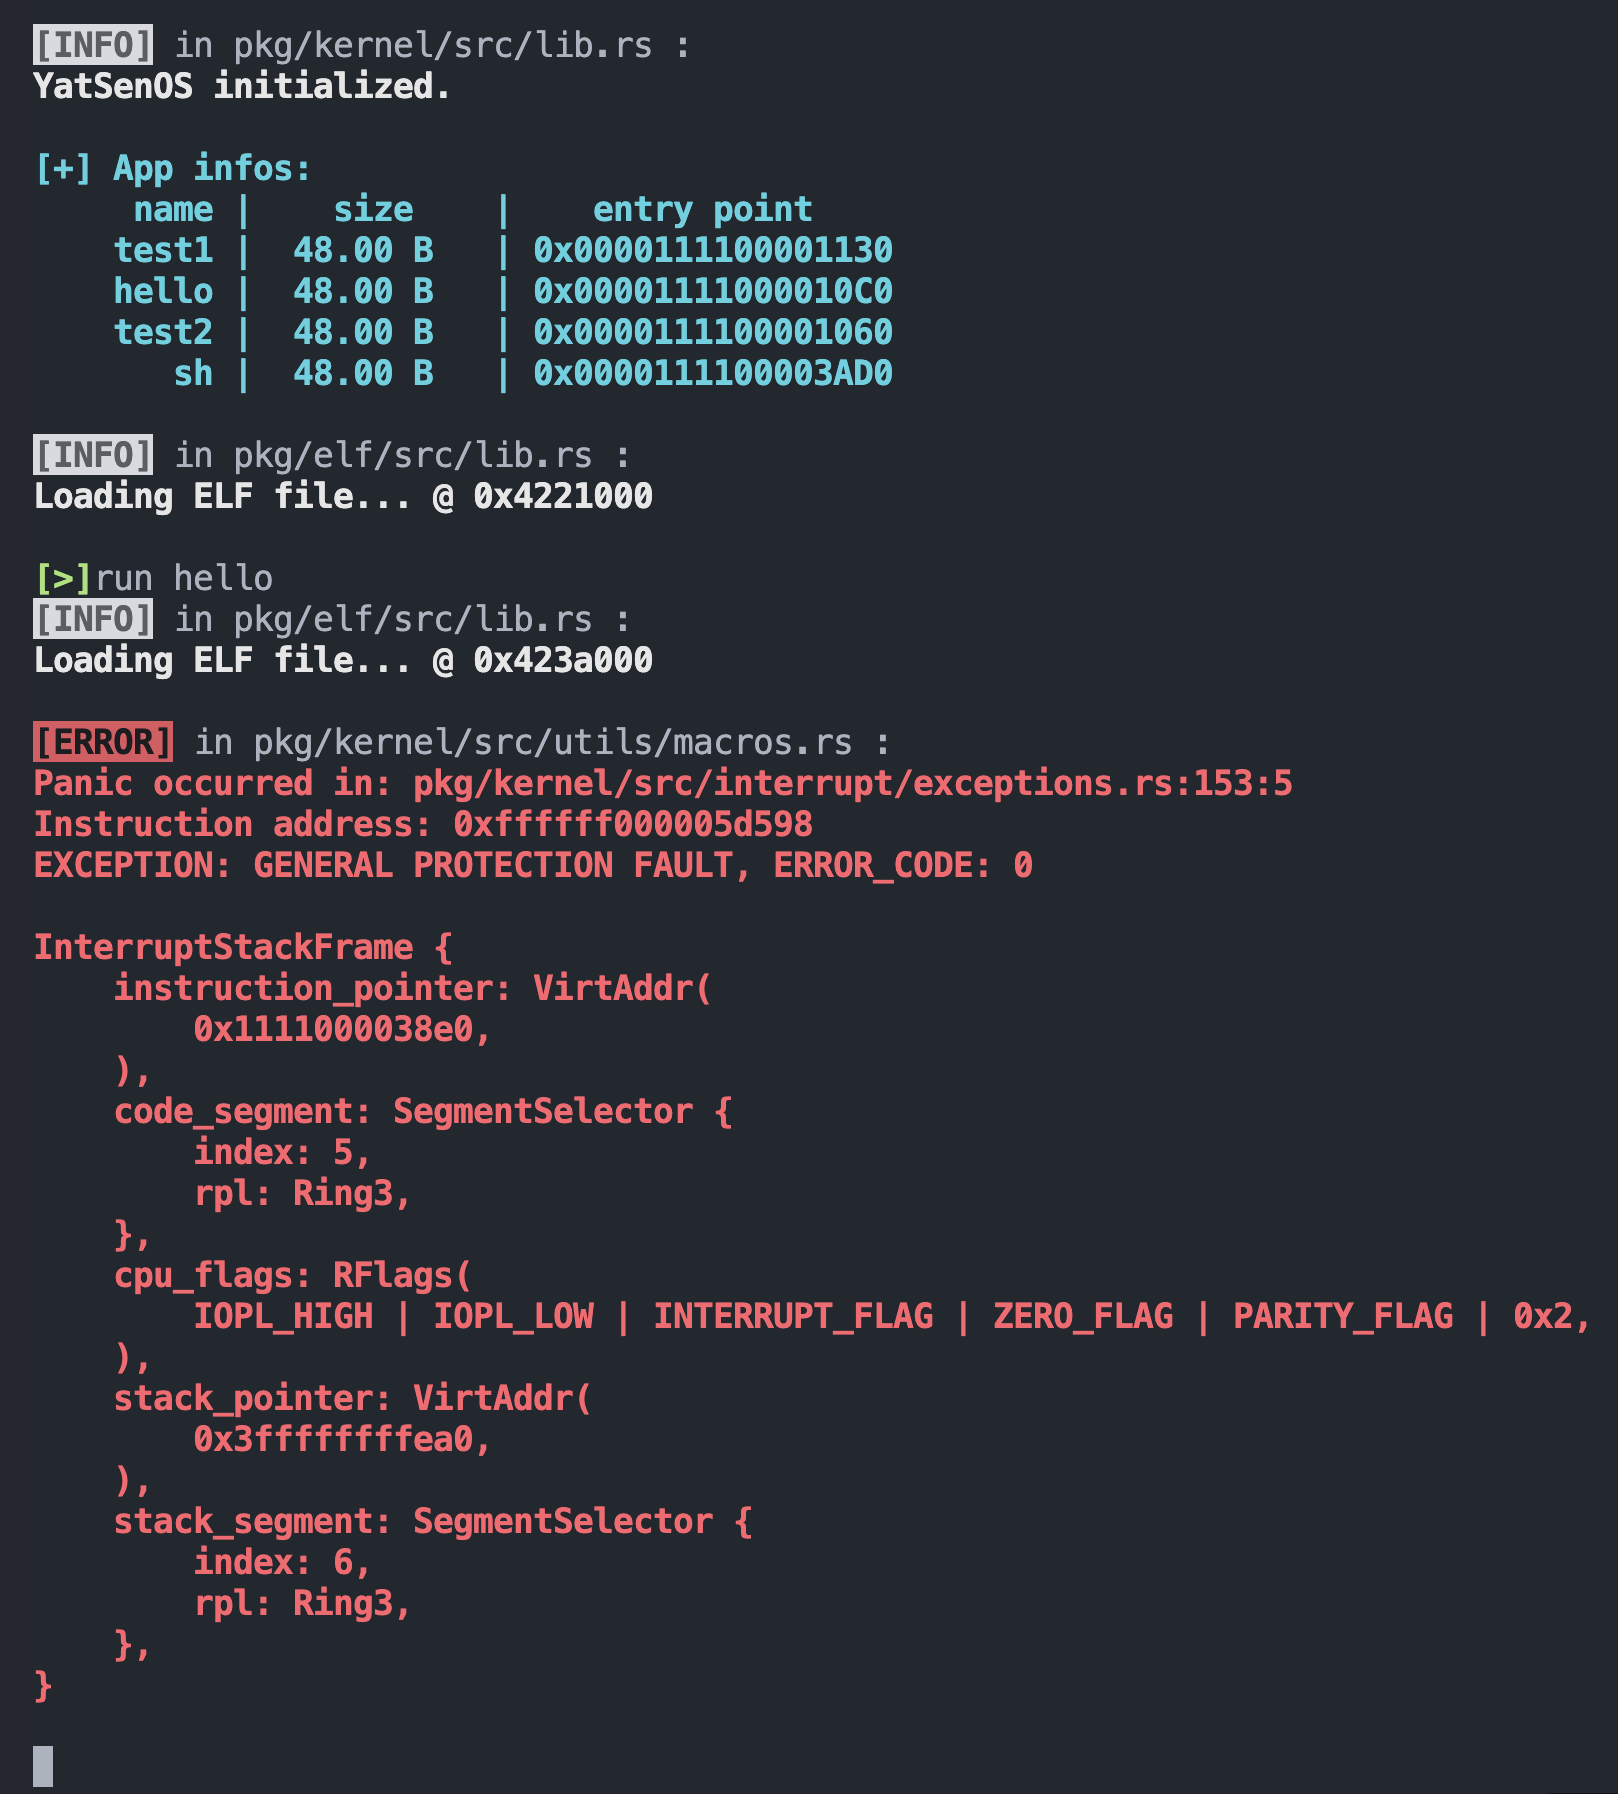 [INFO] in pkg/kernel/src/lib.rs :
YatSenOS initialized.
[+] App infos:
name | size | entry point
test1 | 48.00 B | 0x0000111100001130
hello | 48.00 B | 0x00001111000010C0
test2 | 48.00 B | 0x0000111100001060
sh | 48.00 B | 0x0000111100003AD0
[INFO] in pkg/elf/src/lib.rs :
Loading ELF file... @ 0x4221000
[>]run hello
[INFO] in pkg/elf/src/lib.rs :
Loading ELF file... @ 0x423a000
[ERROR] in pkg/kernel/src/utils/macros.rs :
Panic occurred in: pkg/kernel/src/interrupt/exceptions.rs:153:5
Instruction address: 0xffffff000005d598
EXCEPTION: GENERAL PROTECTION FAULT, ERROR_CODE: 0
InterruptStackFrame {
instruction_pointer: VirtAddr(
0x1111000038e0,
),
code_segment: SegmentSelector {
index: 5,
rpl: Ring3,
},
cpu_flags: RFlags(
IOPL_HIGH | IOPL_LOW | INTERRUPT_FLAG | ZERO_FLAG | PARITY_FLAG | 0x2,
),
stack_pointer: VirtAddr(
0x3ffffffffea0,
),
stack_segment: SegmentSelector {
index: 6,
rpl: Ring3,
},
}